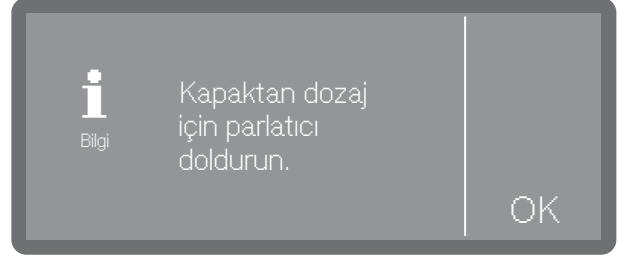 Bilgi
Kapaktan dozaj
için parlatıcı
doldurun.
OK